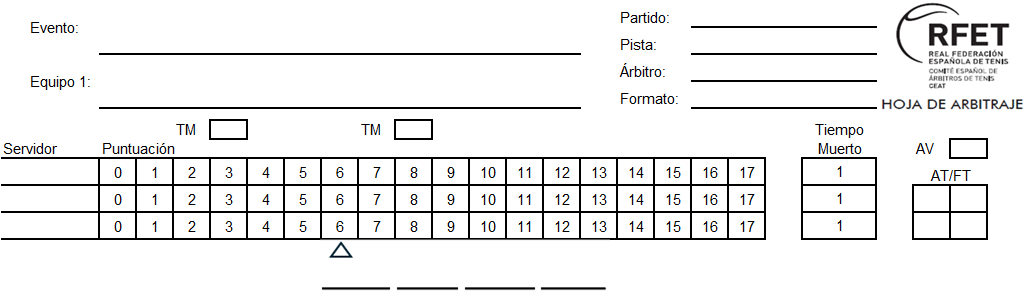 Evento:
Equipo 1:
Partido:
Pista:
Árbitro:
Formato:
RFET
REAL FEDERACIÓN
ESPAÑOLA DE TENIS
COMITÉ ESPAÑOL DE
ÁRBITROS DE TENIS
CEAT
HOJA DE ARBITRAJE
TM TM
Servidor Puntuación Tiempo Muerto AV
0 1 2 3 4 5 6 7 8 9 10 11 12 13 14 15 16 17 1 AT/FT
0 1 2 3 4 5 6 7 8 9 10 11 12 13 14 15 16 17 1
0 1 2 3 4 5 6 7 8 9 10 11 12 13 14 15 16 17 1